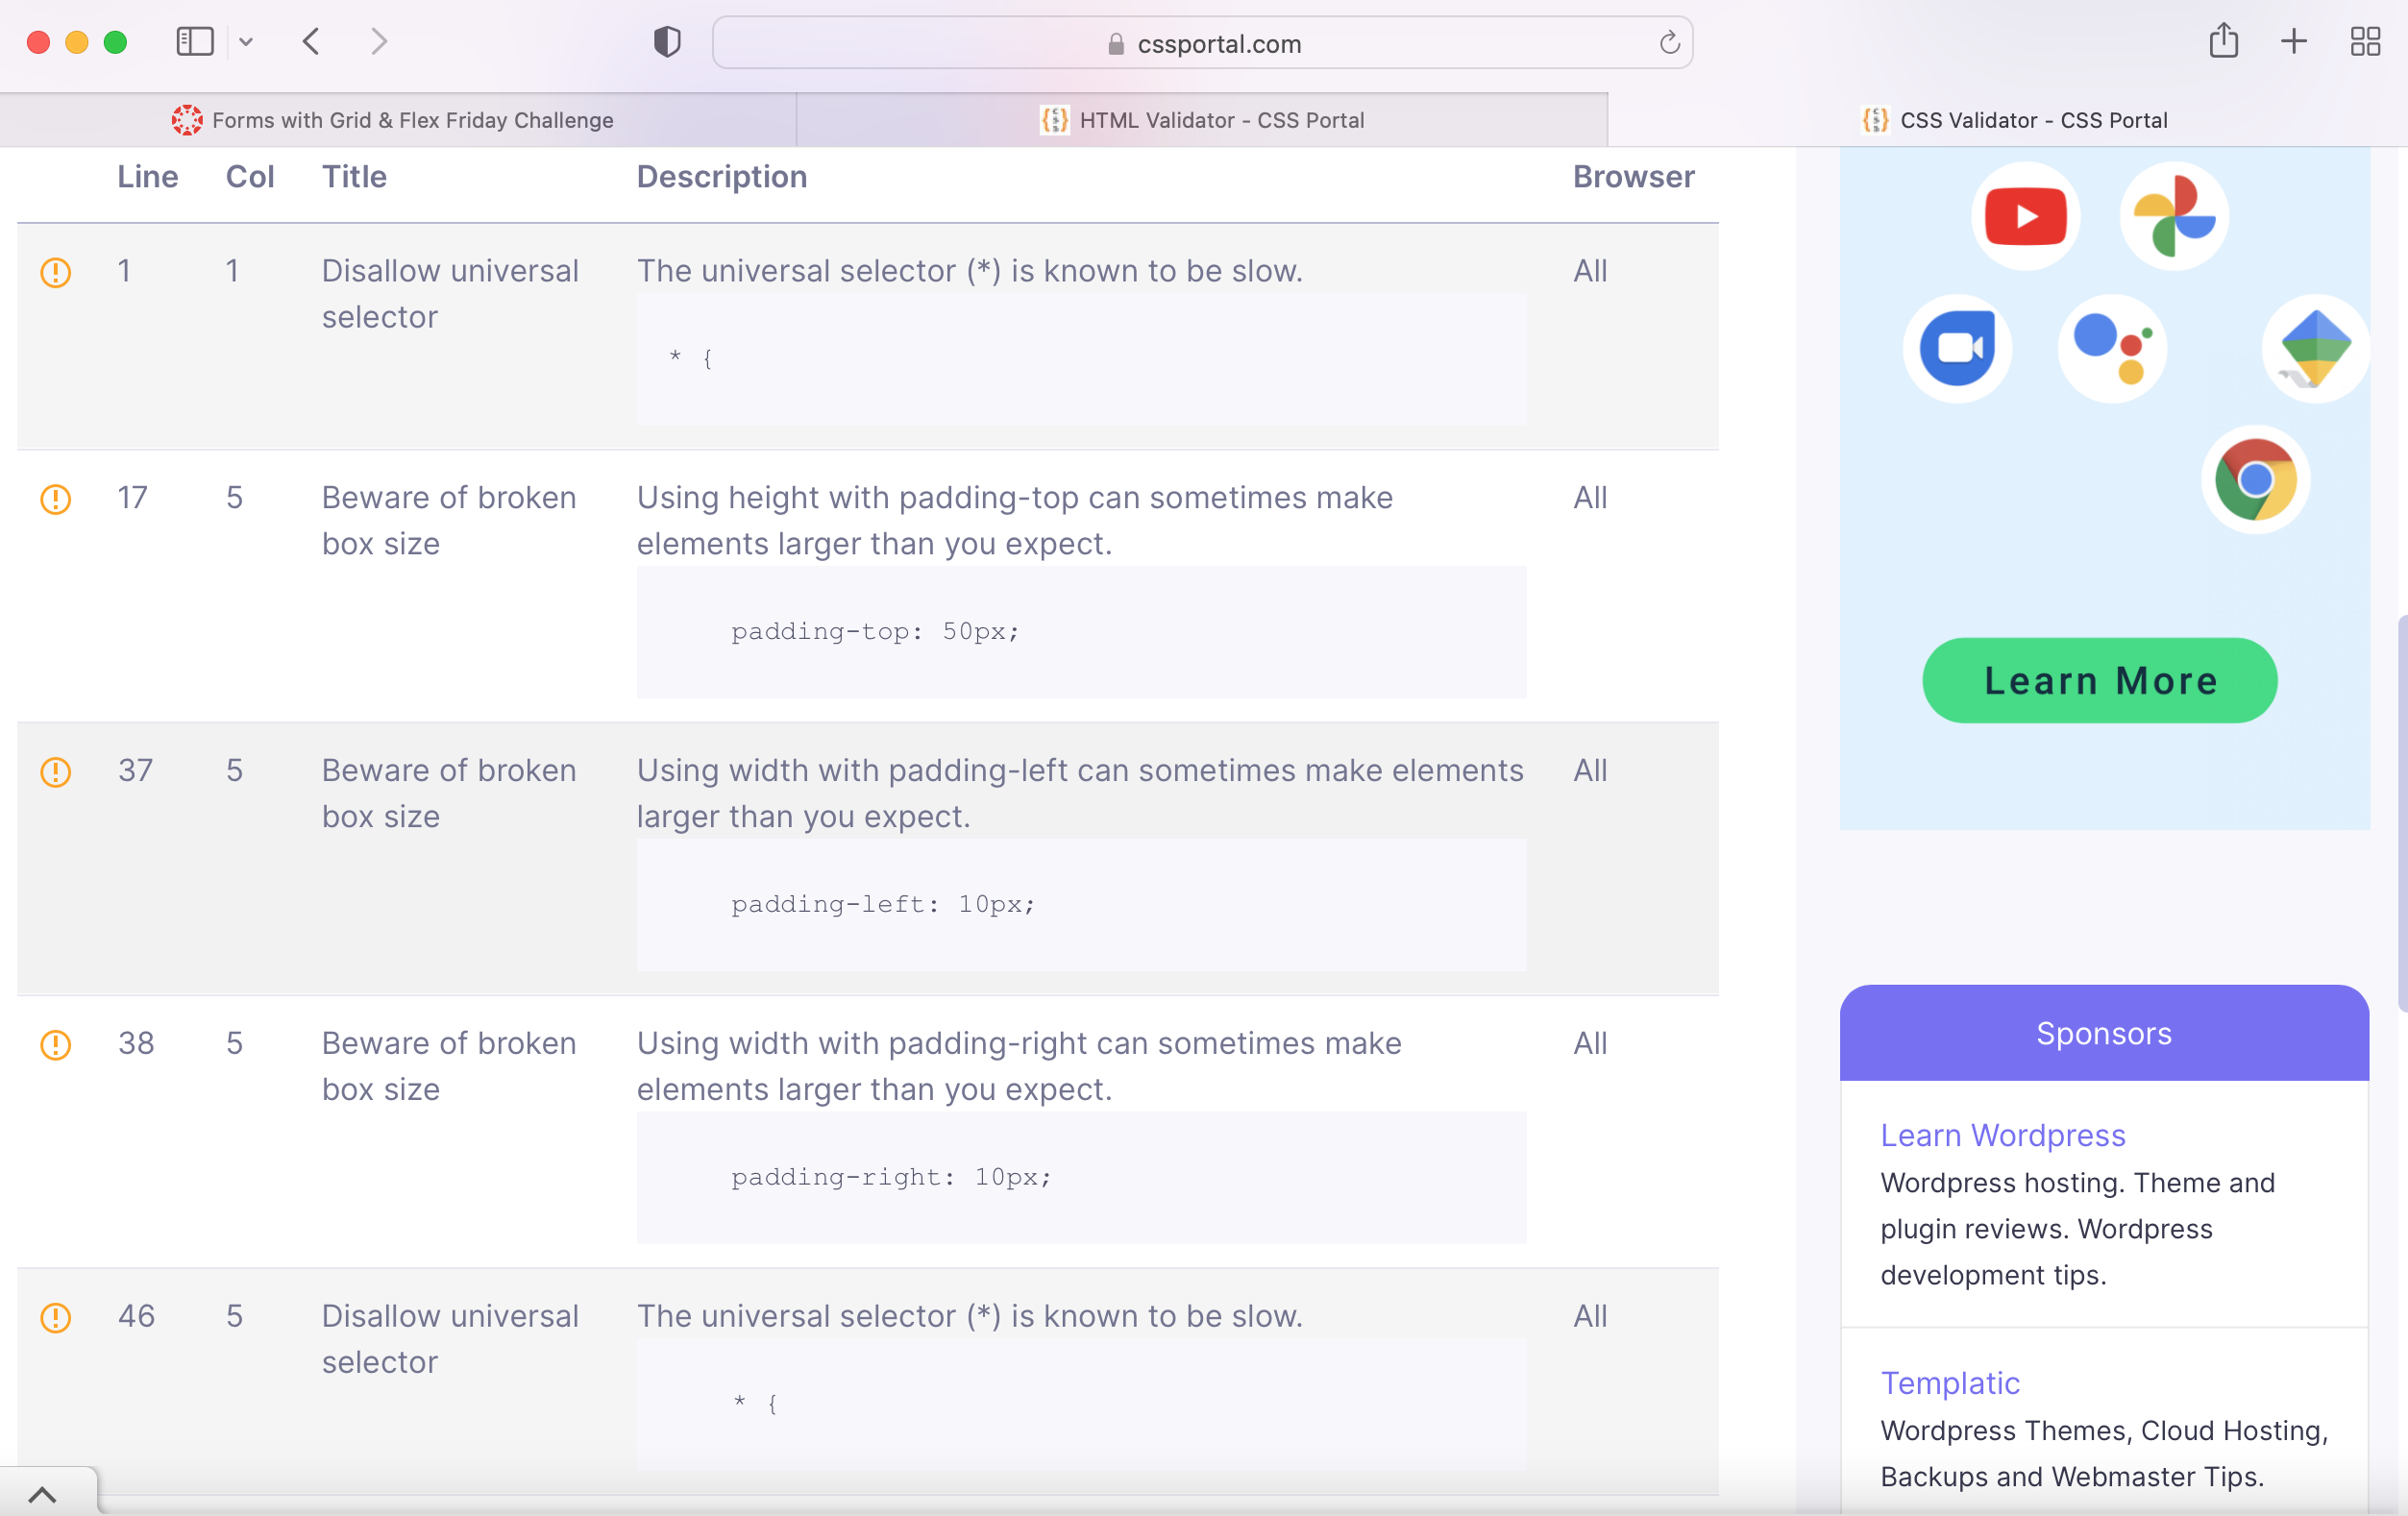 cssportal.com
Forms with Grid & Flex Friday Challenge
HTML Validator - CSS Portal
CSS Validator - CSS Portal
Line Col Title Description Browser
1 1 Disallow universal The universal selector (*) is known to be slow. All
selector
* {
17 5 Beware of broken Using height with padding-top can sometimes make All
box size elements larger than you expect.
padding-top: 50px;
37 5 Beware of broken Using width with padding-left can sometimes make elements All
box size larger than you expect.
padding-left: 10px;
38 5 Beware of broken Using width with padding-right can sometimes make All
box size elements larger than you expect.
padding-right: 10px;
46 5 Disallow universal The universal selector (*) is known to be slow. All
selector
* {
Learn More
Sponsors
Learn Wordpress
Wordpress hosting. Theme and
plugin reviews. Wordpress
development tips.
Templatic
Wordpress Themes, Cloud Hosting,
Backups and Webmaster Tips.